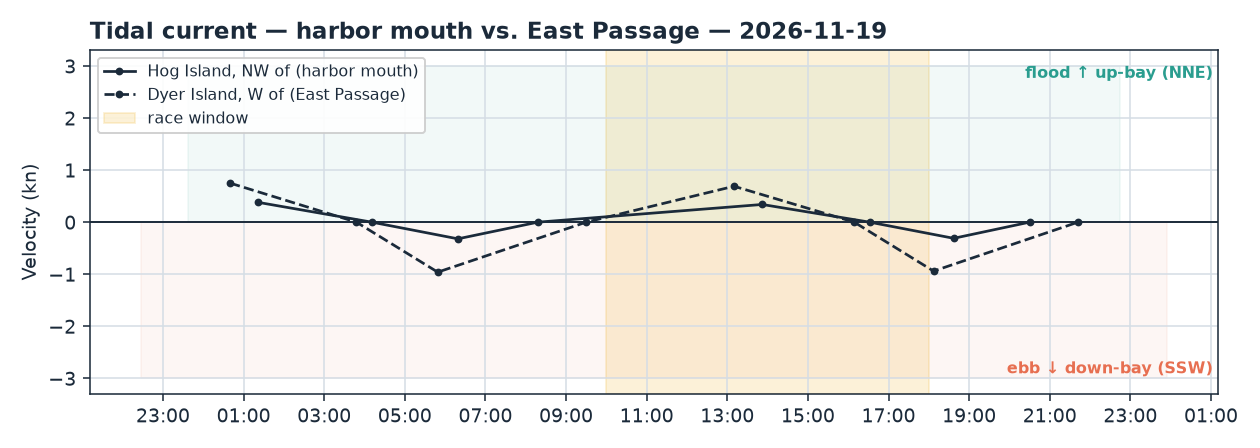 Tidal current — harbor mouth vs. East Passage — 2026-11-19
Hog Island, NW of (harbor mouth)
Dyer Island, W of (East Passage)
race window
flood ↑ up-bay (NNE)
ebb ↓ down-bay (SSW)
Velocity (kn)
3
2
1
0
−1
−2
−3
23:00 01:00 03:00 05:00 07:00 09:00 11:00 13:00 15:00 17:00 19:00 21:00 23:00 01:00